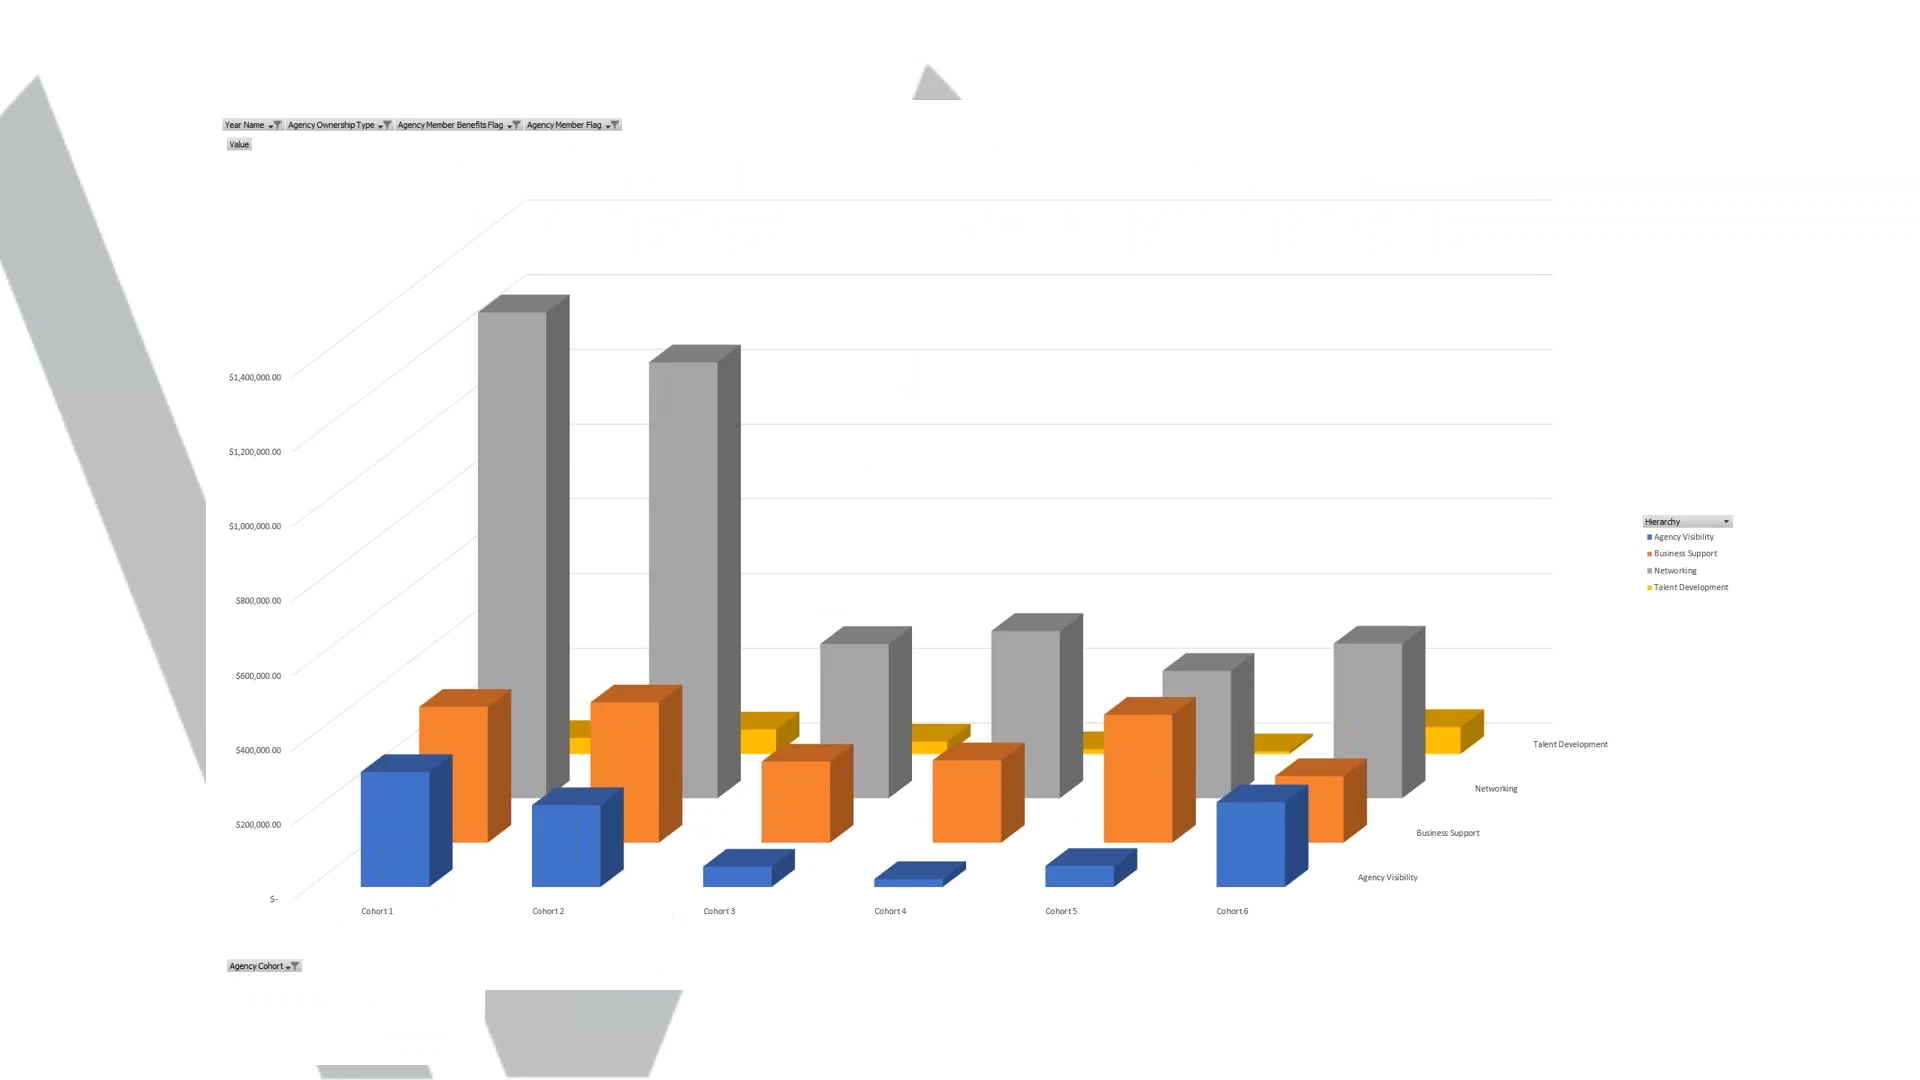 Year Name Agency Ownership Type Agency Member Benefits Flag Agency Member Flag
Value
$1,400,000.00
$1,200,000.00
$1,000,000.00
$800,000.00
$600,000.00
$400,000.00
$200,000.00
$-
Cohort 1 Cohort 2 Cohort 3 Cohort 4 Cohort 5 Cohort 6
Talent Development
Networking
Business Support
Agency Visibility
Hierarchy
Agency Visibility
Business Support
Networking
Talent Development
Agency Cohort